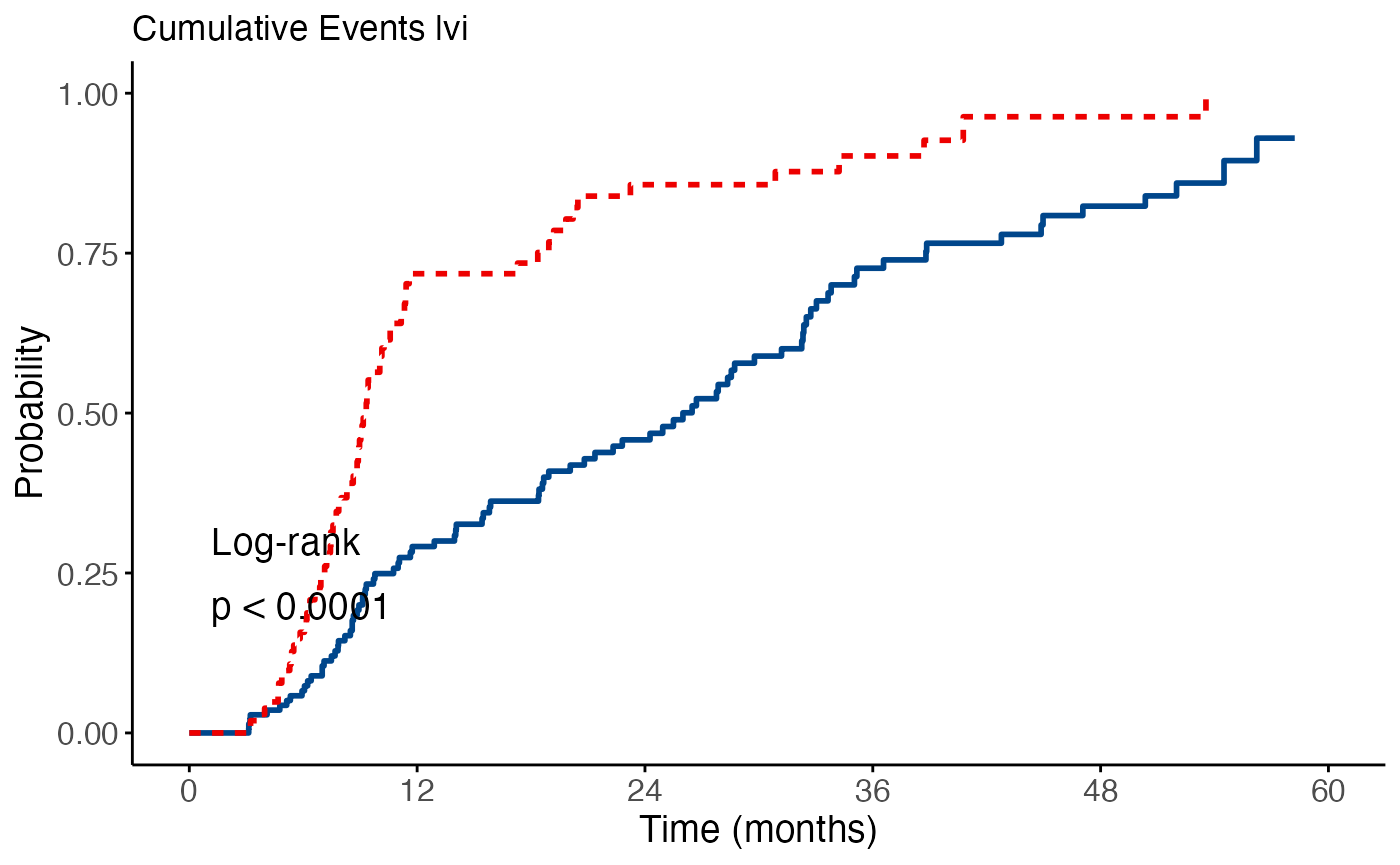 Cumulative Events lvi
1.00
0.75
0.50
0.25
0.00
Probability
Log-rank
p < 0.0001
0 12 24 36 48 60
Time (months)